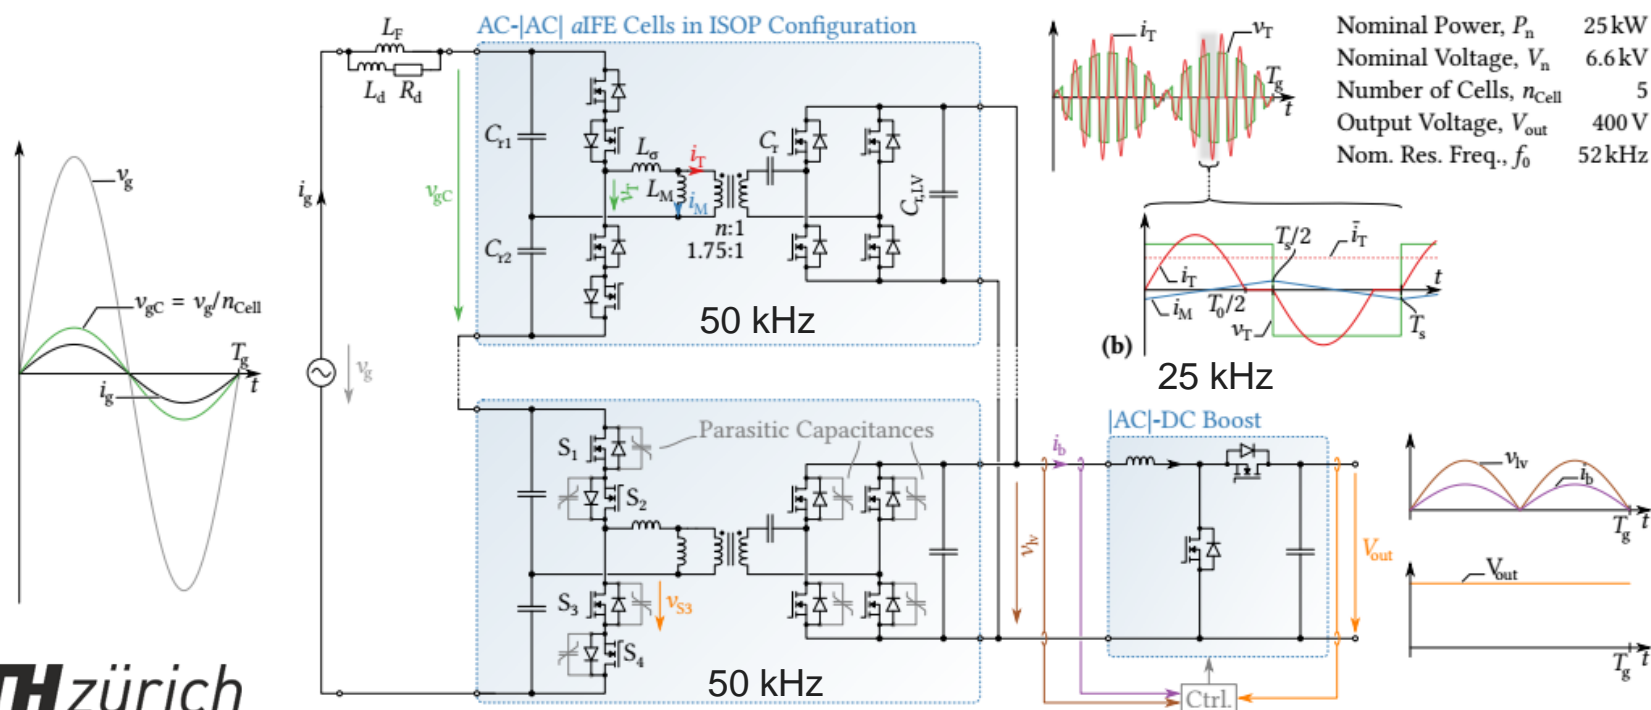 AC-|AC| aIFE Cells in ISOP Configuration
L_F
L_d R_d
i_g
v_g
v_gC
C_r1
C_r2
L_σ
i_T
v_T
L_M
i_M
n:1
1.75:1
C_r
C_r,LV
50 kHz
v_g
v_gC = v_g/n_Cell
i_g
T_g
t
i_T
v_T
T_g
t
Nominal Power, P_n 25 kW
Nominal Voltage, V_n 6.6 kV
Number of Cells, n_Cell 5
Output Voltage, V_out 400 V
Nom. Res. Freq., f_0 52 kHz
T_s/2
i̅_T
i_T
t
i_M
T_0/2
v_T
T_s
(b)
25 kHz
Parasitic Capacitances
S_1
S_2
S_3
v_S3
S_4
50 kHz
i_b
v_lv
|AC|-DC Boost
V_out
Ctrl.
v_lv
i_b
T_g t
V_out
T_g t
TH zürich